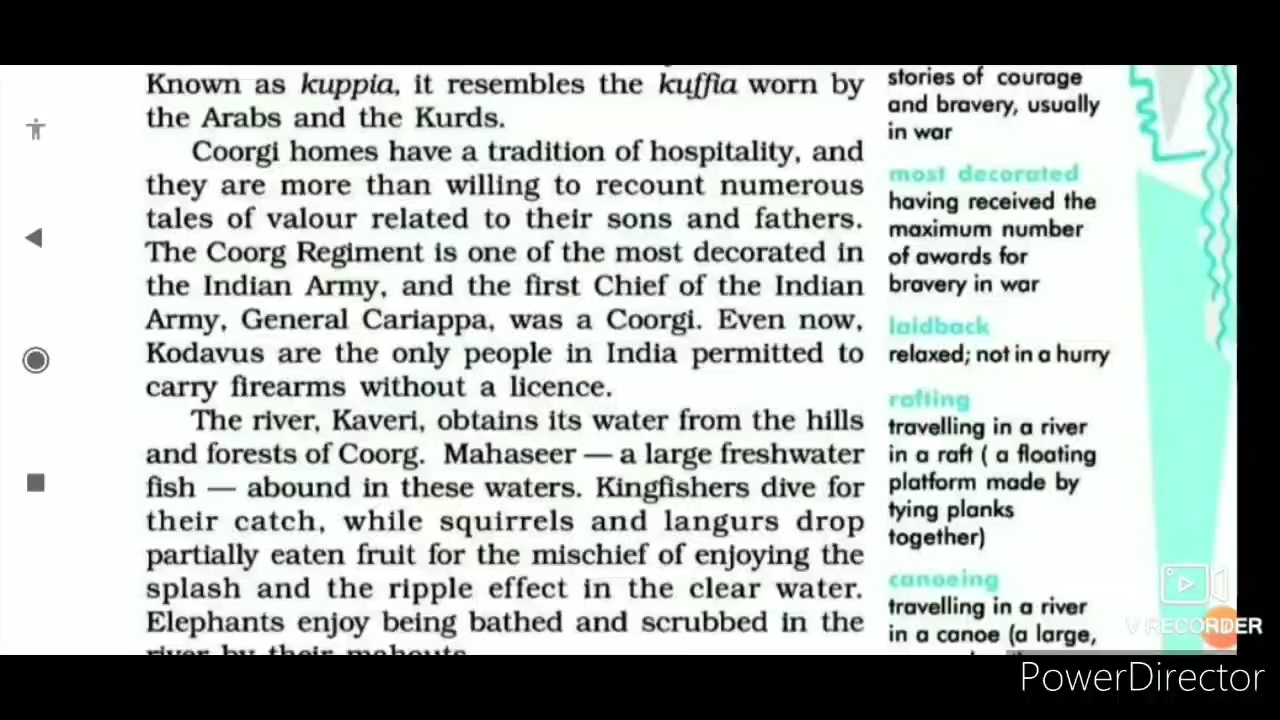 Known as kuppia, it resembles the kuffia worn by
the Arabs and the Kurds.
Coorgi homes have a tradition of hospitality, and
they are more than willing to recount numerous
tales of valour related to their sons and fathers.
The Coorg Regiment is one of the most decorated in
the Indian Army, and the first Chief of the Indian
Army, General Cariappa, was a Coorgi. Even now,
Kodavus are the only people in India permitted to
carry firearms without a licence.
The river, Kaveri, obtains its water from the hills
and forests of Coorg. Mahaseer — a large freshwater
fish — abound in these waters. Kingfishers dive for
their catch, while squirrels and langurs drop
partially eaten fruit for the mischief of enjoying the
splash and the ripple effect in the clear water.
Elephants enjoy being bathed and scrubbed in the
river by their mahouts.
stories of courage
and bravery, usually
in war
most decorated
having received the
maximum number
of awards for
bravery in war
laidback
relaxed; not in a hurry
rafting
travelling in a river
in a raft ( a floating
platform made by
tying planks
together)
canoeing
travelling in a river
in a canoe (a large,
V RECORDER
PowerDirector